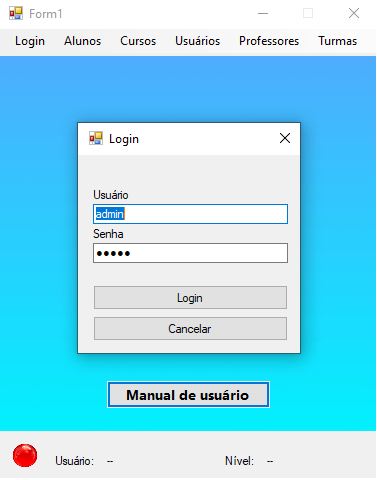 Form1
Login Alunos Cursos Usuários Professores Turmas
Login
Usuário
admin
Senha
●●●●●
Login
Cancelar
Manual de usuário
Usuário: -- Nível: --